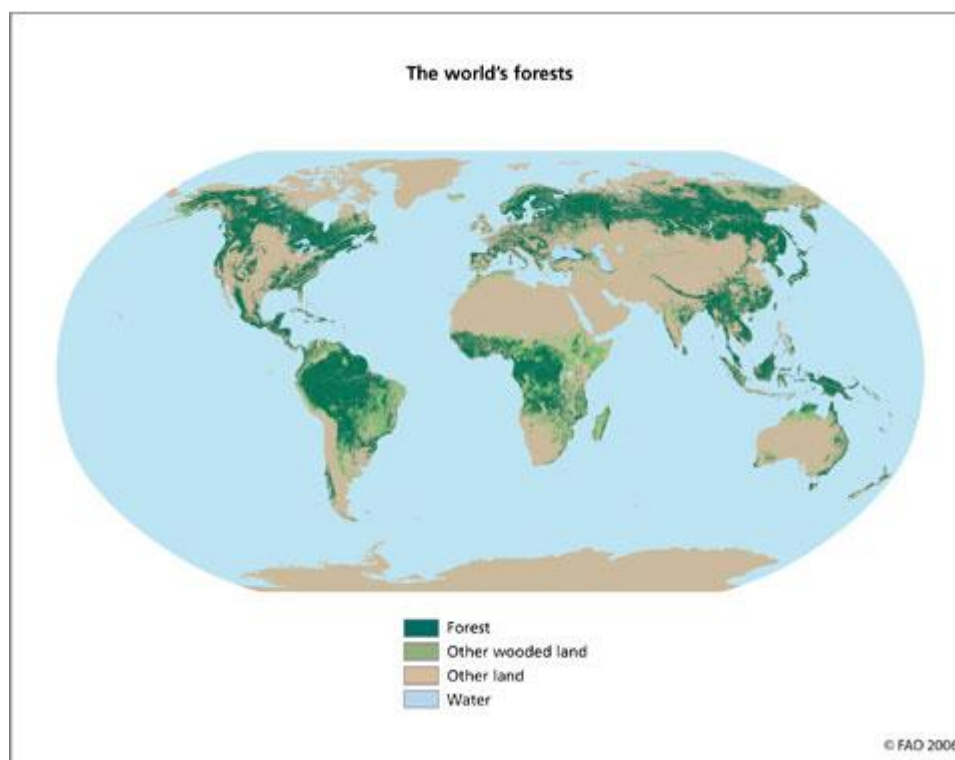 The world's forests
Forest
Other wooded land
Other land
Water
© FAO 2006